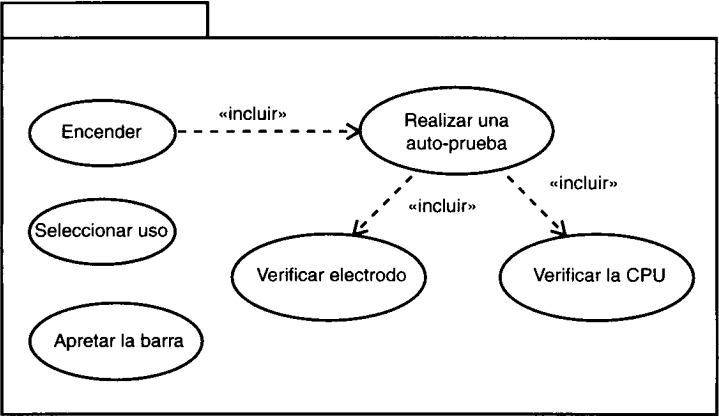 «incluir»
Encender
Realizar una
auto-prueba
«incluir»
«incluir»
Seleccionar uso
Verificar electrodo
Verificar la CPU
Apretar la barra